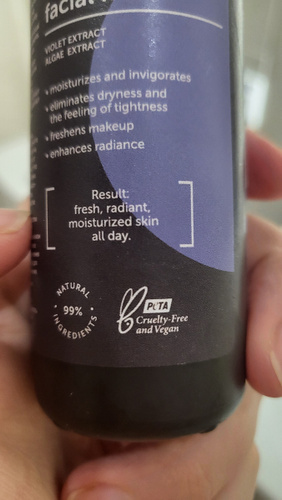 facial
VIOLET EXTRACT
ALGAE EXTRACT
• moisturizes and invigorates
• eliminates dryness and
the feeling of tightness
• freshens makeup
• enhances radiance
Result:
fresh, radiant,
moisturized skin
all day.
NATURAL
99%
INGREDIENTS
PETA
Cruelty-Free
and Vegan